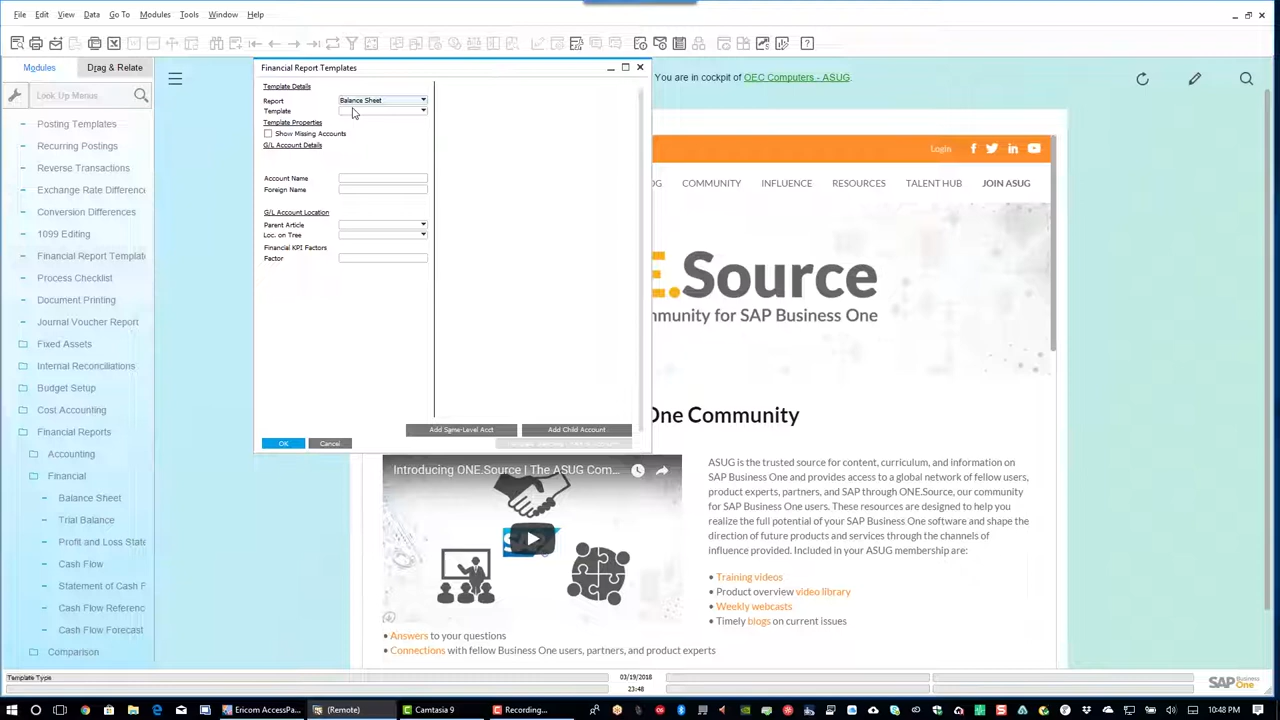 File Edit View Data Go To Modules Tools Window Help
Modules Drag & Relate
Look Up Menus
Posting Templates
Recurring Postings
Reverse Transactions
Exchange Rate Difference
Conversion Differences
1099 Editing
Financial Report Templat
Process Checklist
Document Printing
Journal Voucher Report
Fixed Assets
Internal Reconciliations
Budget Setup
Cost Accounting
Financial Reports
Accounting
Financial
Balance Sheet
Trial Balance
Profit and Loss State
Cash Flow
Statement of Cash F
Cash Flow Referenc
Cash Flow Forecast
Comparison
Financial Report Templates
Template Details
Report Balance Sheet
Template
Template Properties
Show Missing Accounts
G/L Account Details
Account Name
Foreign Name
G/L Account Location
Parent Article
Loc. on Tree
Financial KPI Factors
Factor
Add Same-Level Acct Add Child Account
OK Cancel
You are in cockpit of OEC Computers - ASUG.
Login
OG COMMUNITY INFLUENCE RESOURCES TALENT HUB JOIN ASUG
E.Source
mmunity for SAP Business One
One Community
Introducing ONE.Source | The ASUG Com...
ASUG is the trusted source for content, curriculum, and information on
SAP Business One and provides access to a global network of fellow users,
product experts, partners, and SAP through ONE.Source, our community
for SAP Business One users. These resources are designed to help you
realize the full potential of your SAP Business One software and shape the
direction of future products and services through the channels of
influence provided. Included in your ASUG membership are:
• Training videos
• Product overview video library
• Weekly webcasts
• Timely blogs on current issues
• Answers to your questions
• Connections with fellow Business One users, partners, and product experts
Template Type
03/19/2018
23:48
SAP Business One
Ericom AccessPa... (Remote) Camtasia 9 Recording...
10:48 PM